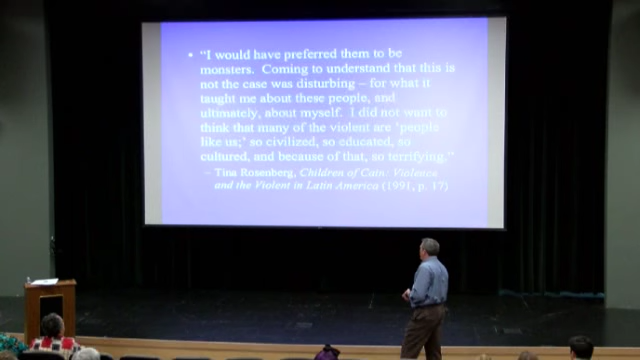 • “I would have preferred them to be
monsters. Coming to understand that this is
not the case was disturbing – for what it
taught me about these people, and
ultimately, about myself. I did not want to
think that many of the violent are ‘people
like us;’ so civilized, so educated, so
cultured, and because of that, so terrifying.”
– Tina Rosenberg, Children of Cain: Violence
and the Violent in Latin America (1991, p. 17)